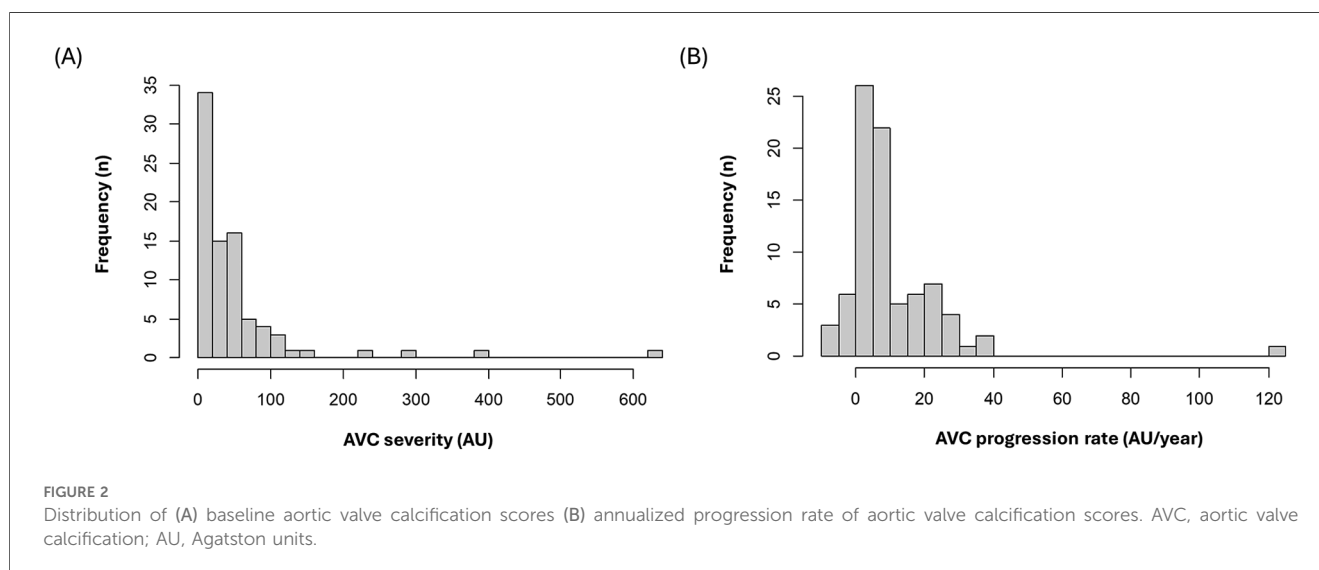 (A)
Frequency (n)
35
30
25
20
15
10
5
0
0 100 200 300 400 500 600
AVC severity (AU)
(B)
Frequency (n)
25
20
15
10
5
0
0 20 40 60 80 100 120
AVC progression rate (AU/year)
FIGURE 2
Distribution of (A) baseline aortic valve calcification scores (B) annualized progression rate of aortic valve calcification scores. AVC, aortic valve
calcification; AU, Agatston units.